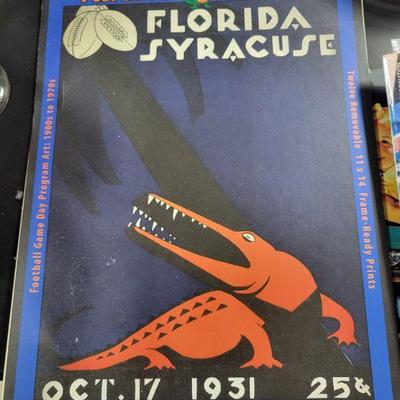 FLORIDA
SYRACUSE
Football Game Day Program Art: 1900s to 1970s
Twelve Removable 11 x 14 Frame-Ready Prints
OCT. 17 1931 25¢